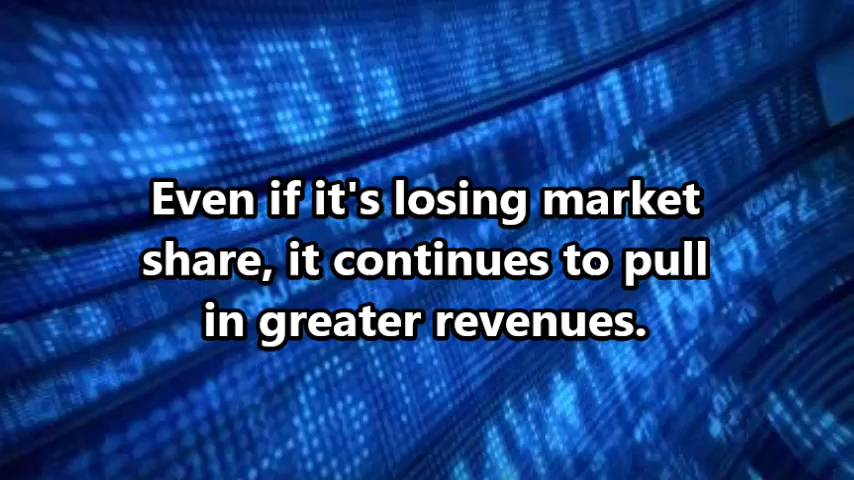 Even if it's losing market
share, it continues to pull
in greater revenues.